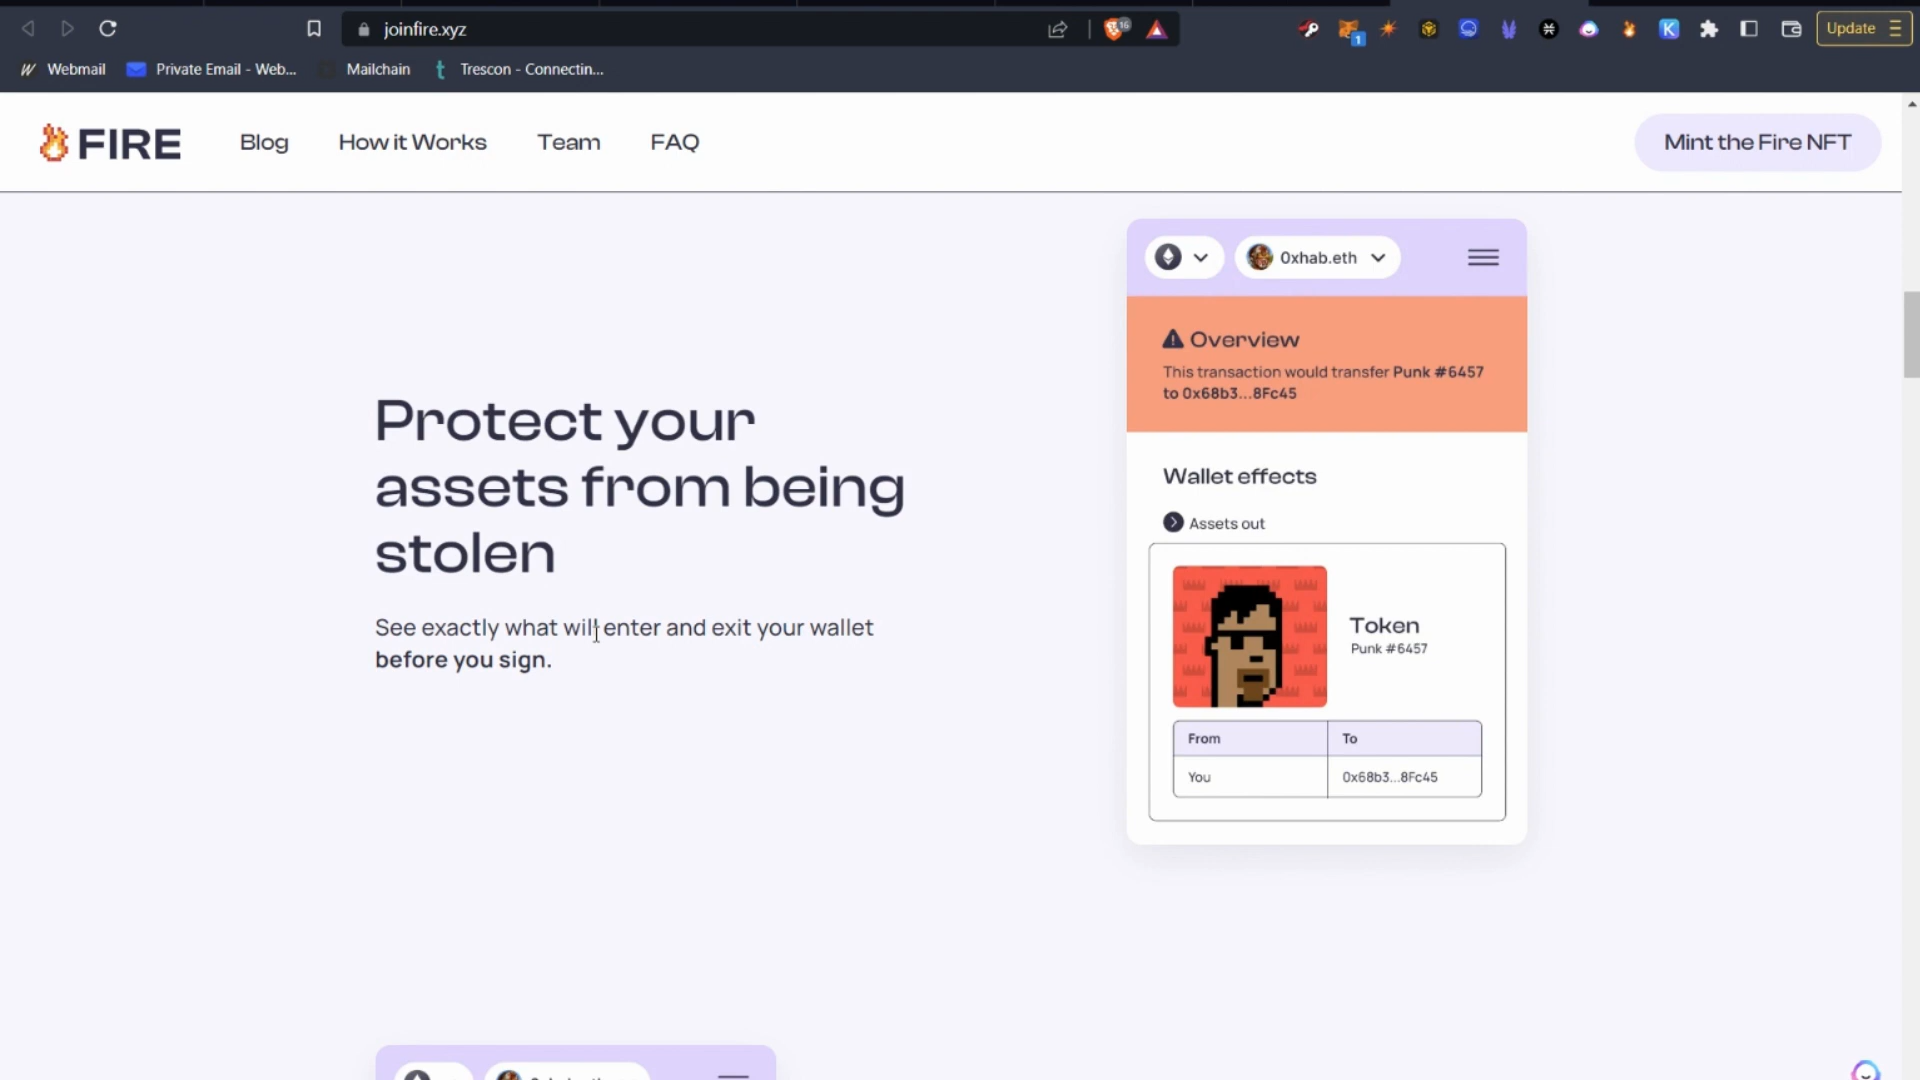 joinfire.xyz
16
1
K
Update
W Webmail
Private Email - Web...
Mailchain
t Trescon - Connectin...
FIRE
Blog
How it Works
Team
FAQ
Mint the Fire NFT
0xhab.eth
Overview
This transaction would transfer Punk #6457
to 0x68b3...8Fc45
Protect your
assets from being
stolen
See exactly what will enter and exit your wallet
before you sign.
Wallet effects
Assets out
Token
Punk #6457
From To
You 0x68b3...8Fc45